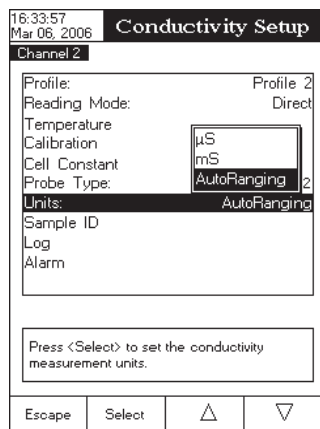 16:33:57
Mar 06, 2006
Conductivity Setup
Channel 2
Profile: Profile 2
Reading Mode: Direct
Temperature
Calibration
Cell Constant
Probe Type: 2
µS
mS
AutoRanging
Units: AutoRanging
Sample ID
Log
Alarm
Press <Select> to set the conductivity
measurement units.
Escape Select △ ▽